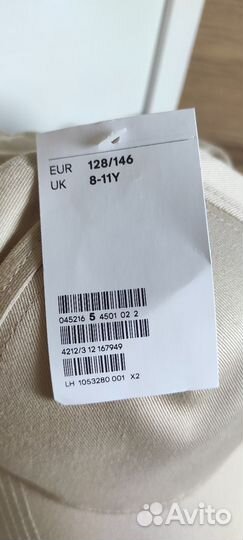 EUR 128/146
UK 8-11Y
045216 5 4501 02 2
4212/3 12 167949
LH 1053280 001 X2
Avito